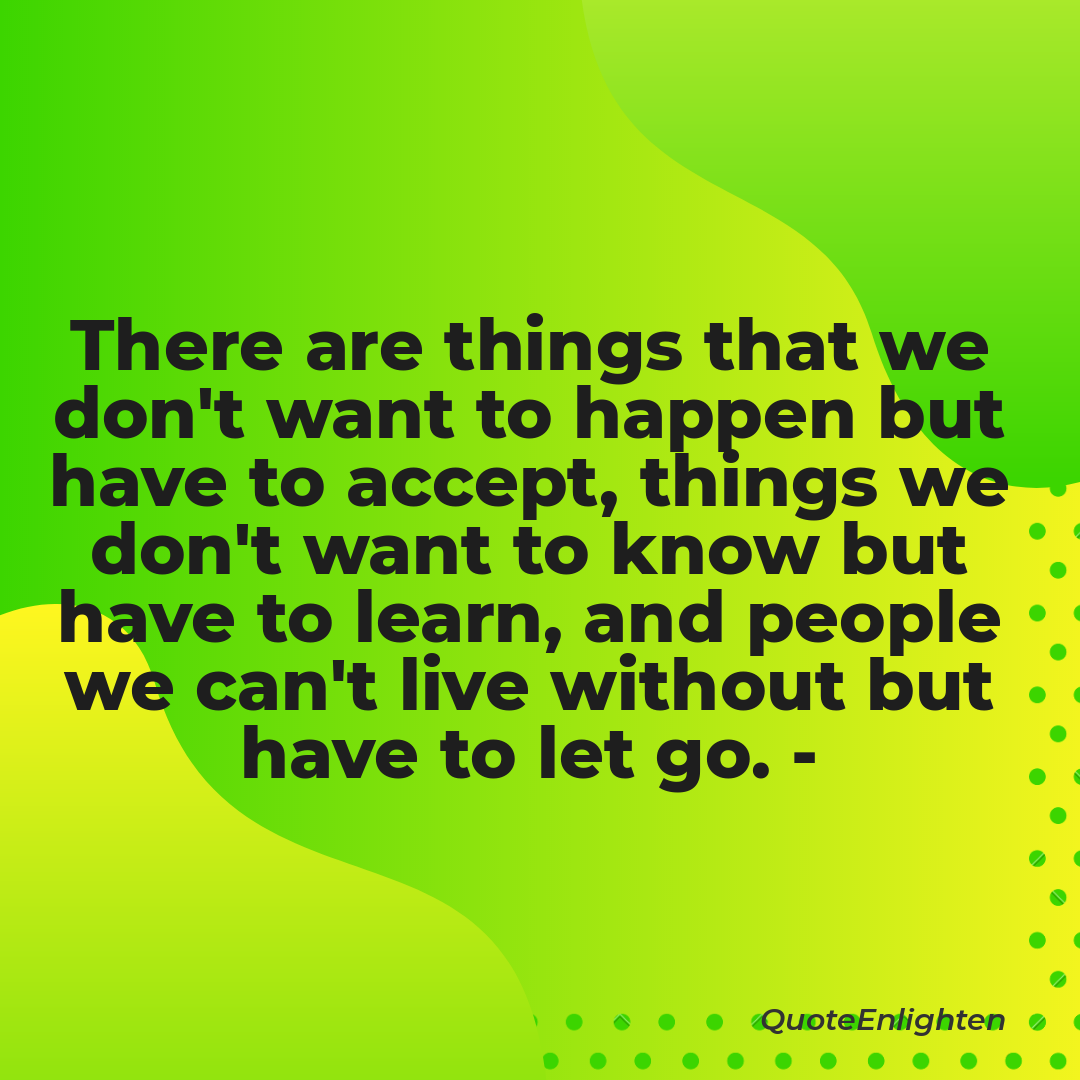 There are things that we
don't want to happen but
have to accept, things we
don't want to know but
have to learn, and people
we can't live without but
have to let go. -
QuoteEnlighten